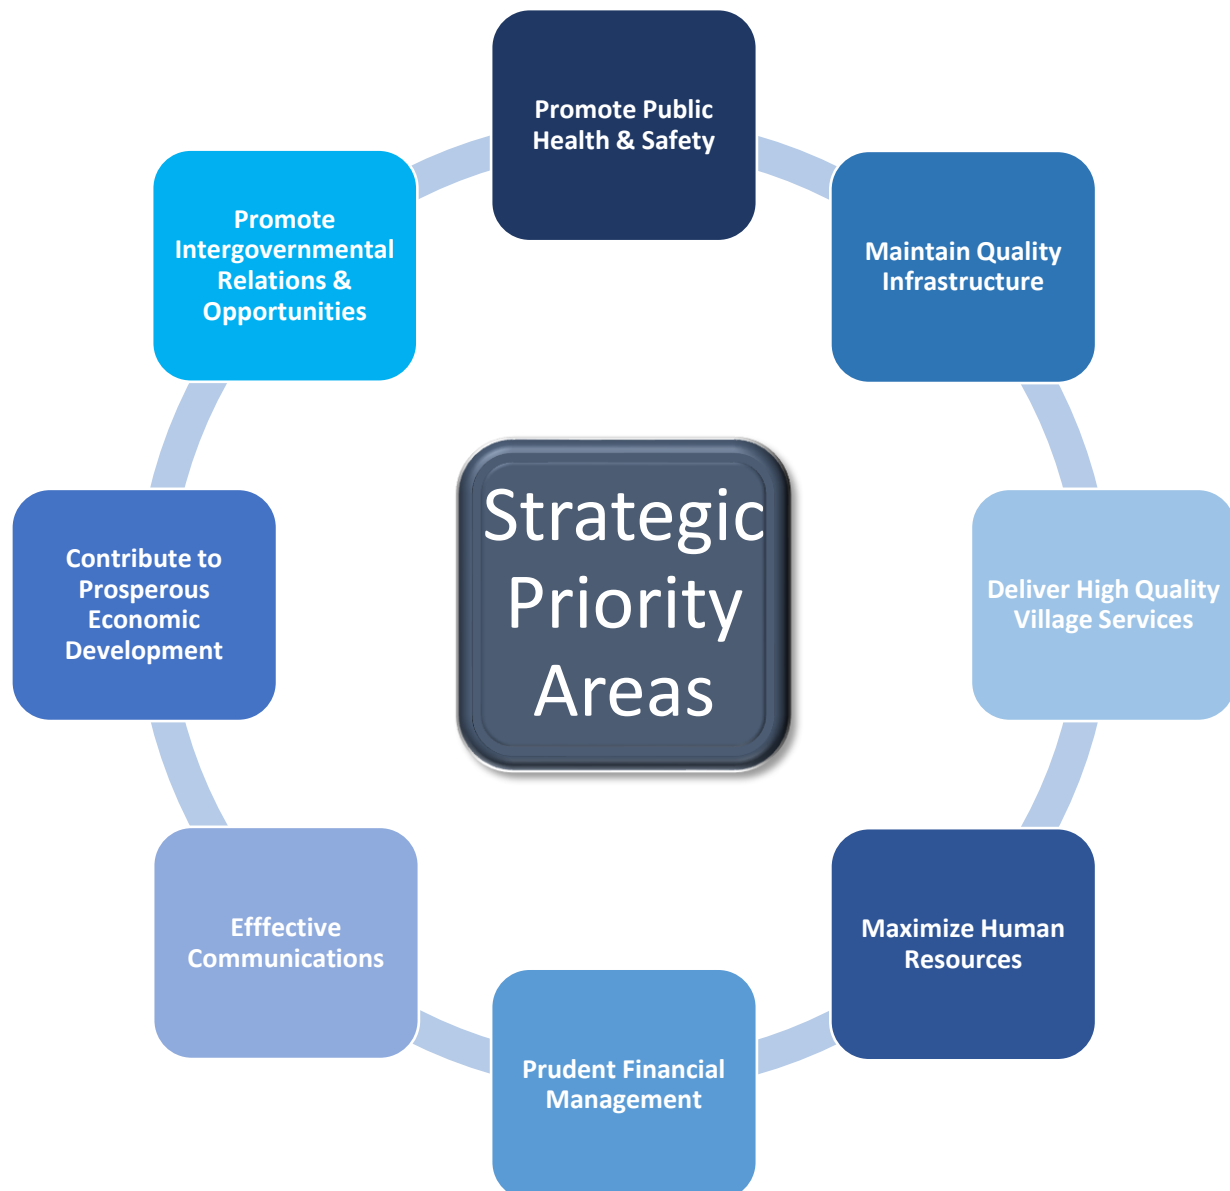 Promote Public
Health & Safety
Maintain Quality
Infrastructure
Deliver High Quality
Village Services
Maximize Human
Resources
Prudent Financial
Management
Efffective
Communications
Contribute to
Prosperous
Economic
Development
Promote
Intergovernmental
Relations &
Opportunities
Strategic
Priority
Areas